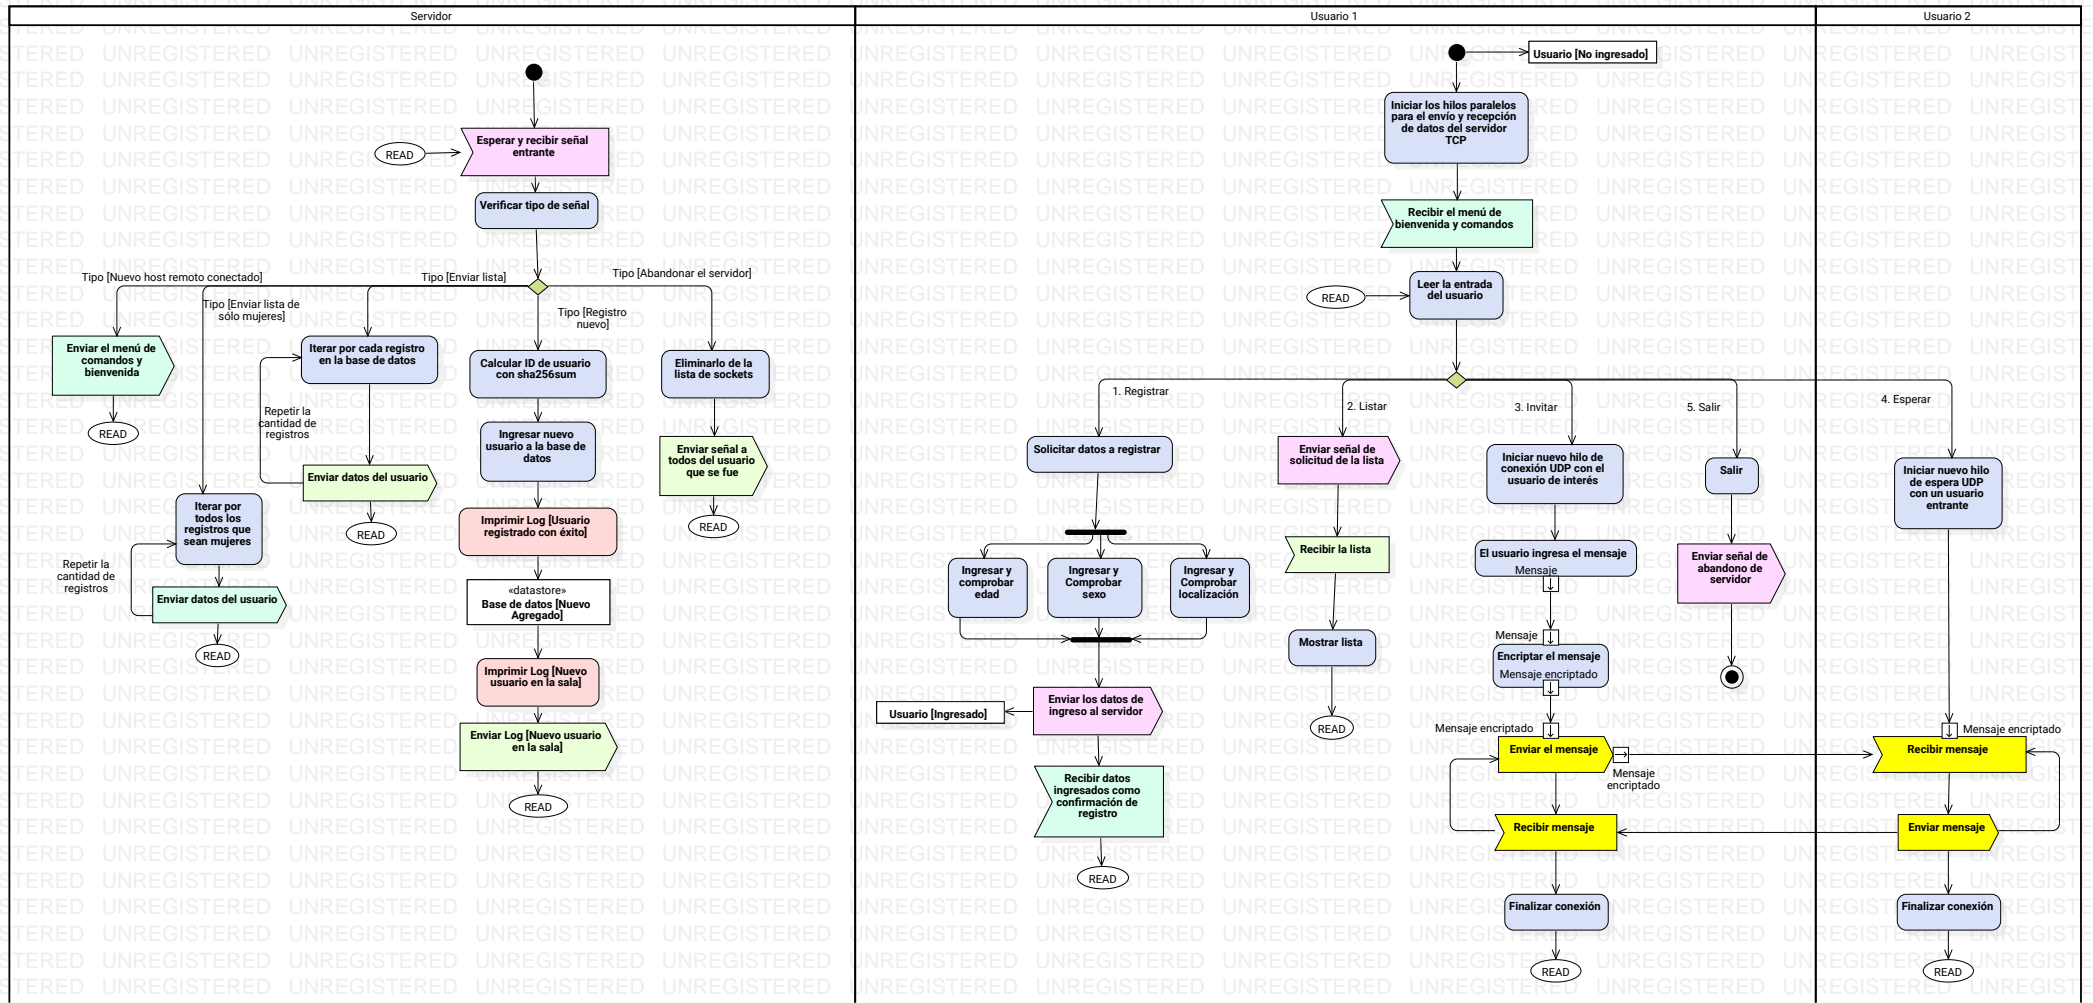 Servidor
Usuario 1
Usuario 2
UNREGISTERED
READ
Esperar y recibir señal
entrante
Verificar tipo de señal
Tipo [Nuevo host remoto conectado]
Tipo [Enviar lista de
sólo mujeres]
Tipo [Enviar lista]
Tipo [Registro
nuevo]
Tipo [Abandonar el servidor]
Enviar el menú de
comandos y
bienvenida
READ
Iterar por
todos los
registros que
sean mujeres
Repetir la
cantidad de
registros
Enviar datos del usuario
READ
Iterar por cada registro
en la base de datos
Repetir la
cantidad de
registros
Enviar datos del usuario
READ
Calcular ID de usuario
con sha256sum
Ingresar nuevo
usuario a la base de
datos
Imprimir Log [Usuario
registrado con éxito]
«datastore»
Base de datos [Nuevo
Agregado]
Imprimir Log [Nuevo
usuario en la sala]
Enviar Log [Nuevo usuario
en la sala]
READ
Eliminarlo de la
lista de sockets
Enviar señal a
todos del usuario
que se fue
READ
Usuario [No ingresado]
Iniciar los hilos paralelos
para el envío y recepción
de datos del servidor
TCP
Recibir el menú de
bienvenida y comandos
READ
Leer la entrada
del usuario
1. Registrar
2. Listar
3. Invitar
5. Salir
4. Esperar
Solicitar datos a registrar
Ingresar y
comprobar
edad
Ingresar y
Comprobar
sexo
Ingresar y
Comprobar
localización
Enviar los datos de
ingreso al servidor
Usuario [Ingresado]
Recibir datos
ingresados como
confirmación de
registro
READ
Enviar señal de
solicitud de la lista
Recibir la lista
Mostrar lista
READ
Iniciar nuevo hilo de
conexión UDP con el
usuario de interés
El usuario ingresa el mensaje
Mensaje
Mensaje
Encriptar el mensaje
Mensaje encriptado
Mensaje encriptado
Enviar el mensaje
Mensaje
encriptado
Recibir mensaje
Finalizar conexión
READ
Salir
Enviar señal de
abandono de
servidor
Iniciar nuevo hilo
de espera UDP
con un usuario
entrante
Mensaje encriptado
Recibir mensaje
Enviar mensaje
Finalizar conexión
READ